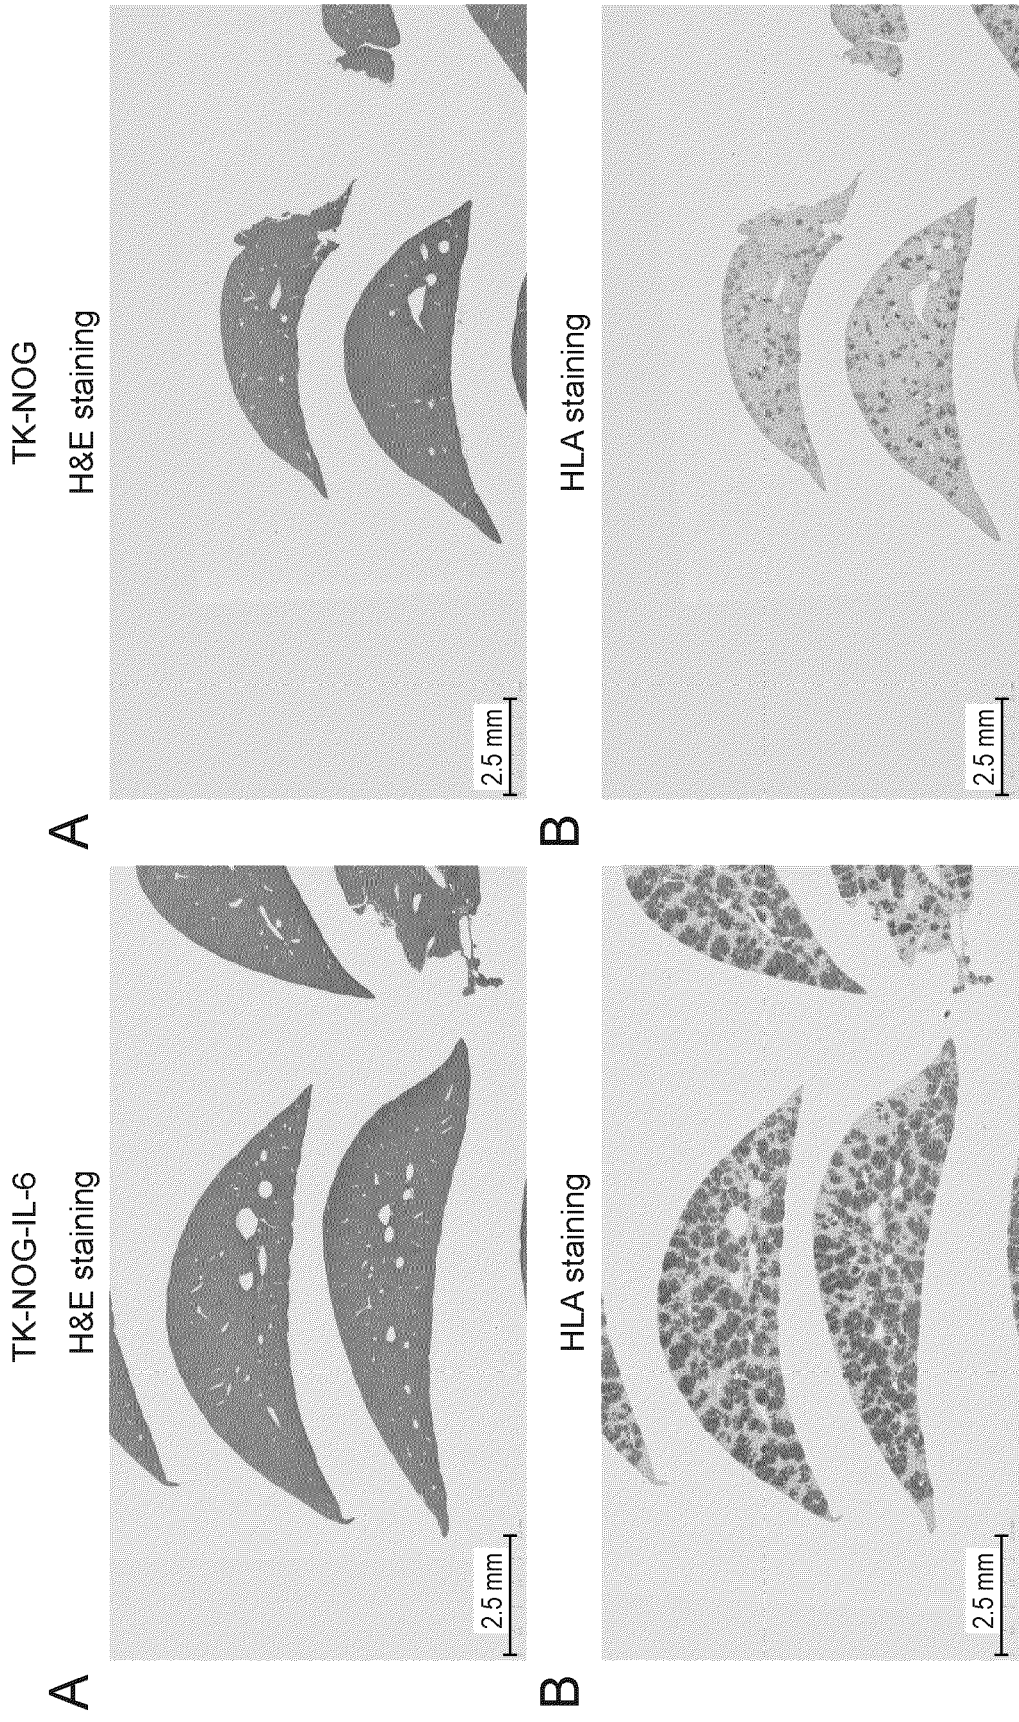 TK-NOG-IL-6
TK-NOG
A
H&E staining
A
H&E staining
2.5 mm
2.5 mm
B
HLA staining
B
HLA staining
2.5 mm
2.5 mm